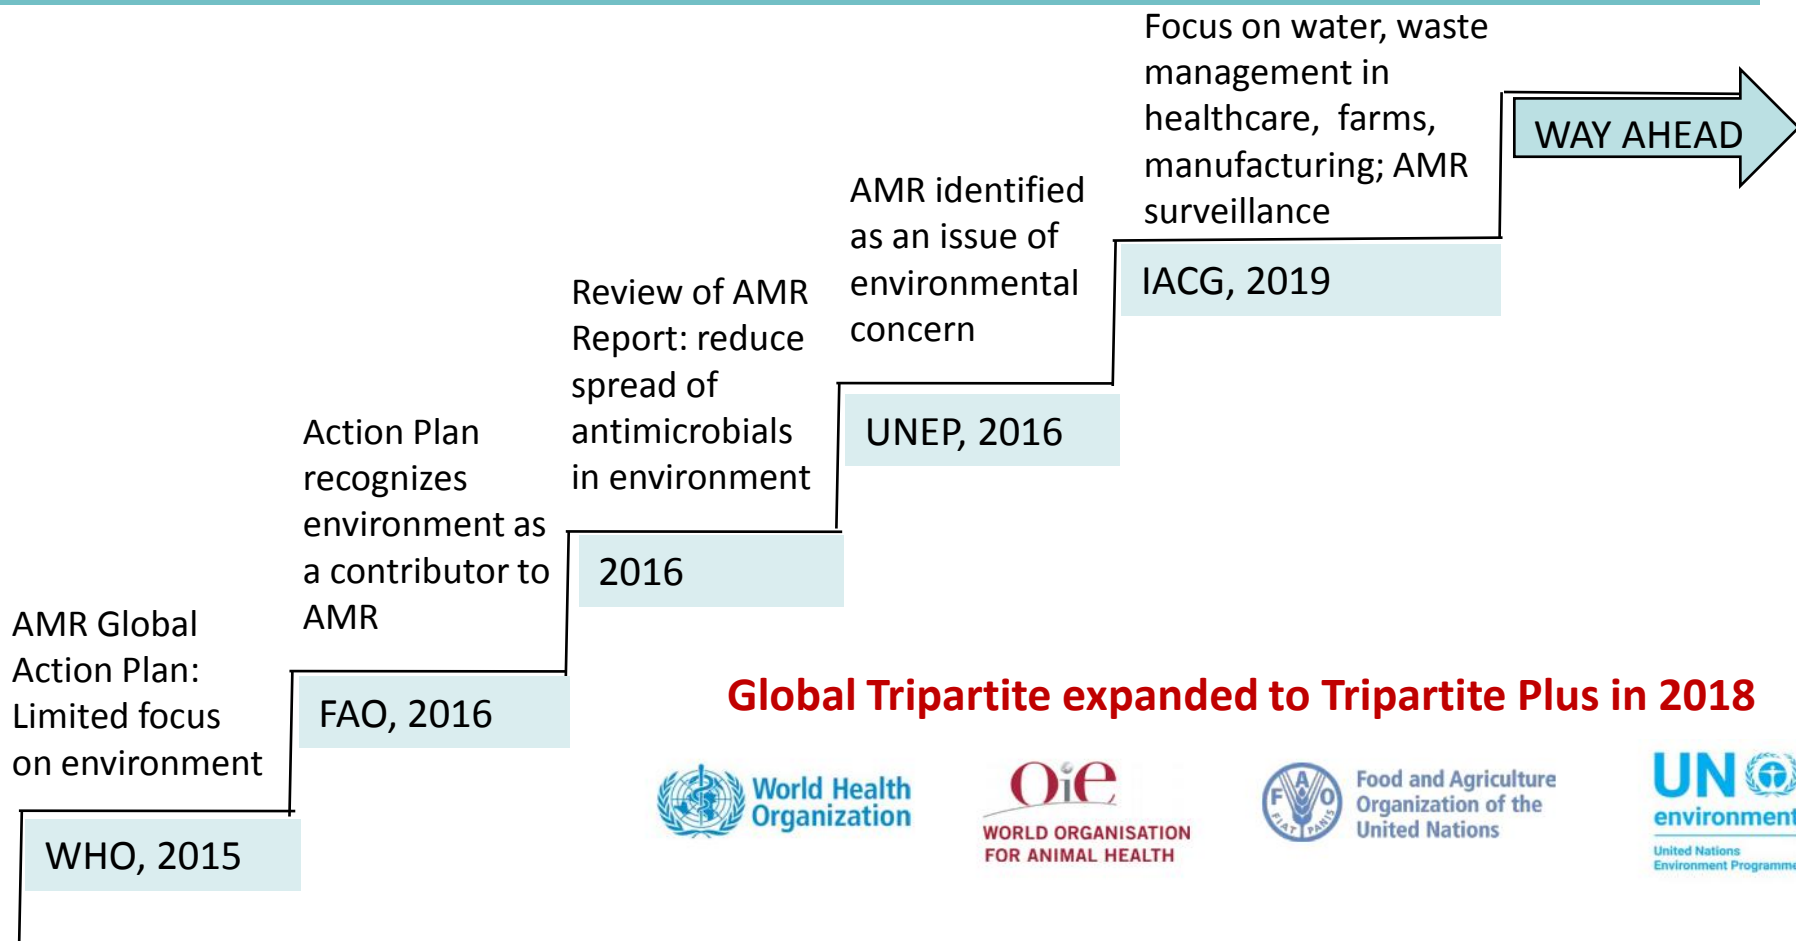 AMR Global
Action Plan:
Limited focus
on environment
WHO, 2015
Action Plan
recognizes
environment as
a contributor to
AMR
FAO, 2016
Review of AMR
Report: reduce
spread of
antimicrobials
in environment
2016
AMR identified
as an issue of
environmental
concern
UNEP, 2016
Focus on water, waste
management in
healthcare, farms,
manufacturing; AMR
surveillance
IACG, 2019
WAY AHEAD
Global Tripartite expanded to Tripartite Plus in 2018
World Health
Organization
Oie
WORLD ORGANISATION
FOR ANIMAL HEALTH
FAO
FIAT PANIS
Food and Agriculture
Organization of the
United Nations
UN
environment
United Nations
Environment Programme